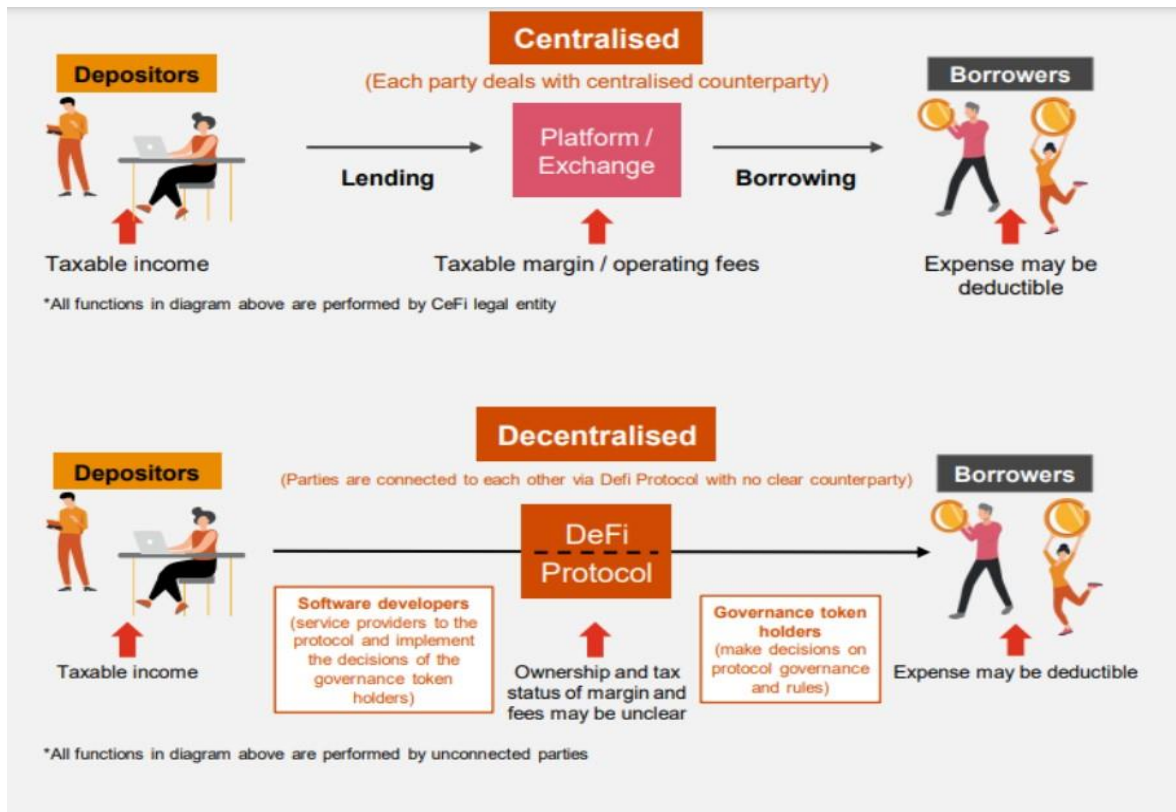 Centralised
Depositors
(Each party deals with centralised counterparty)
Borrowers
Platform /
Exchange
Lending
Borrowing
Taxable income
Taxable margin / operating fees
Expense may be
deductible
*All functions in diagram above are performed by CeFi legal entity
Decentralised
Depositors
(Parties are connected to each other via Defi Protocol with no clear counterparty)
Borrowers
DeFi
Protocol
Software developers
(service providers to the
protocol and implement
the decisions of the
governance token
holders)
Governance token
holders
(make decisions on
protocol governance
and rules)
Taxable income
Ownership and tax
status of margin and
fees may be unclear
Expense may be deductible
*All functions in diagram above are performed by unconnected parties